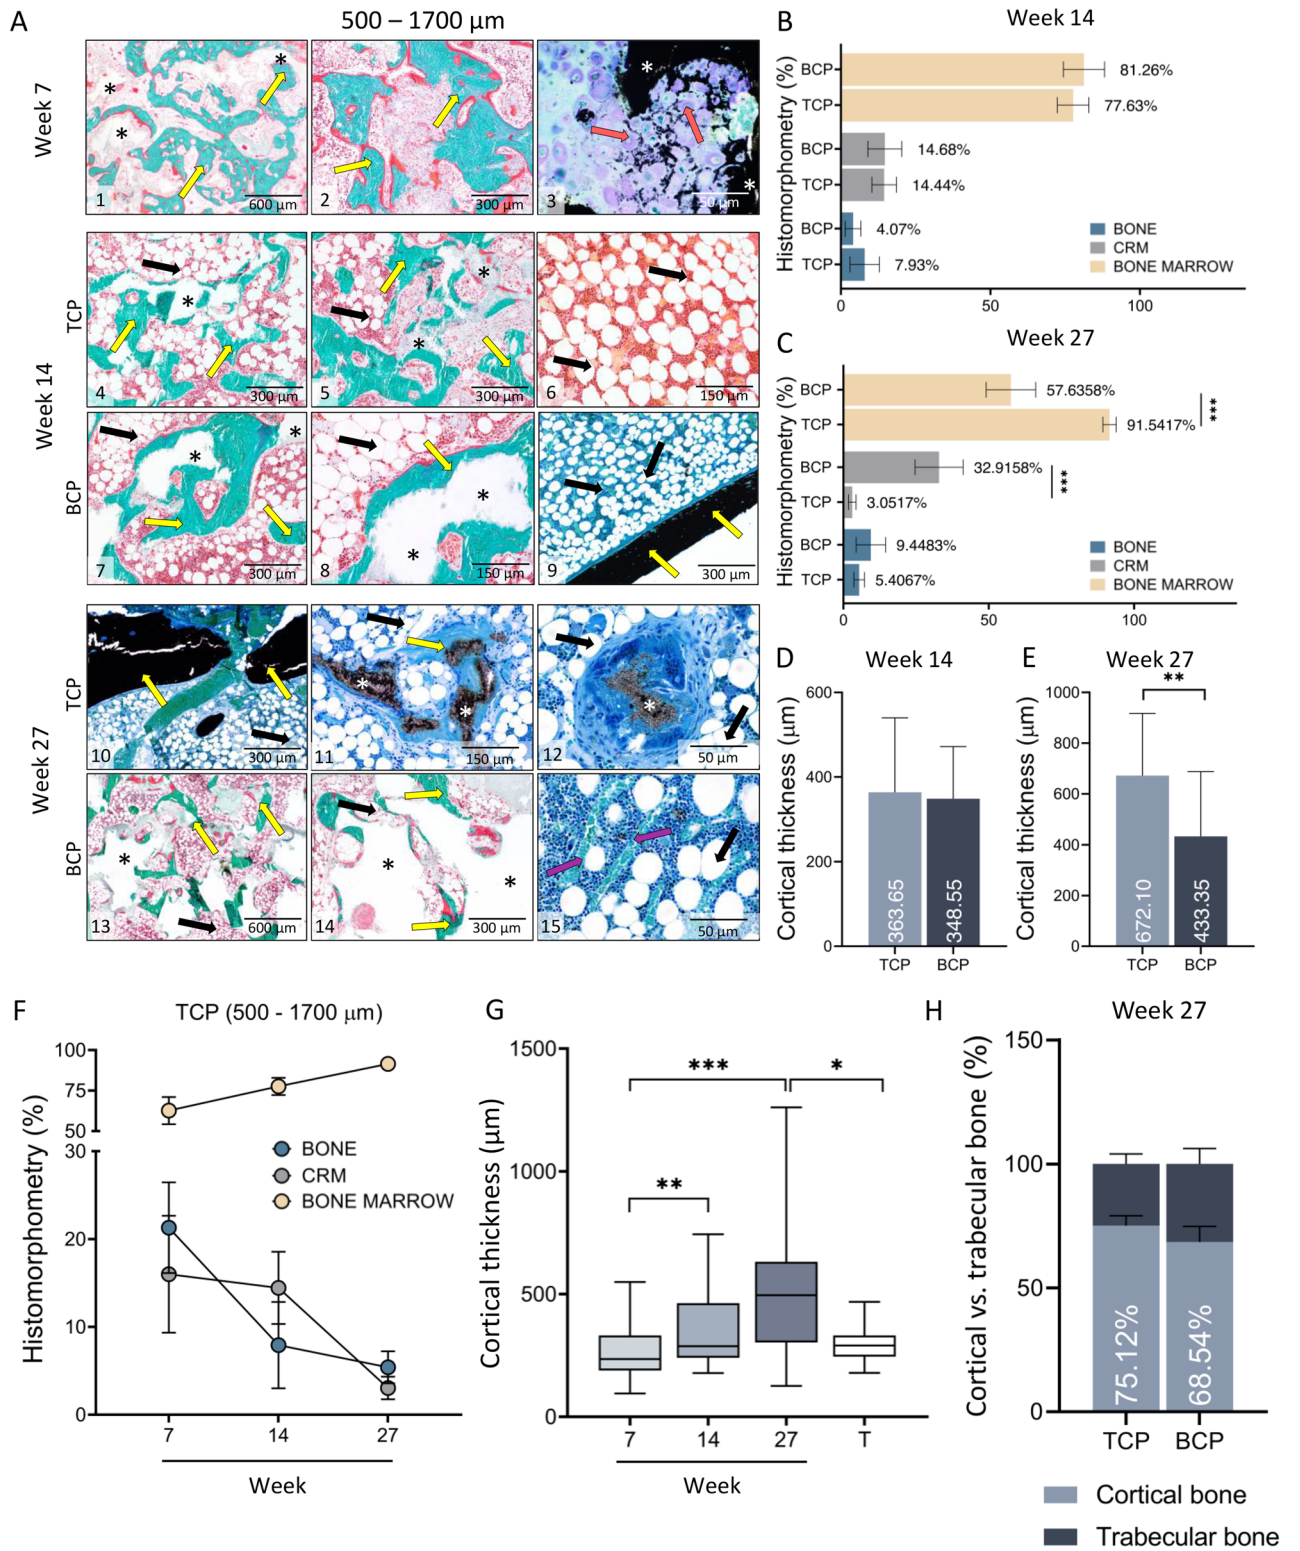 A
500 – 1700 µm
Week 7
1
600 µm
2
300 µm
3
50 µm
Week 14
TCP
4
300 µm
5
300 µm
6
150 µm
BCP
7
300 µm
8
150 µm
9
300 µm
Week 27
TCP
10
300 µm
11
150 µm
12
50 µm
BCP
13
600 µm
14
300 µm
15
50 µm
B
Week 14
Histomorphometry (%)
BCP 81.26%
TCP 77.63%
BCP 14.68%
TCP 14.44%
BCP 4.07%
TCP 7.93%
BONE
CRM
BONE MARROW
0 50 100
C
Week 27
Histomorphometry (%)
BCP 57.6358%
TCP 91.5417%
***
BCP 32.9158%
TCP 3.0517%
***
BCP 9.4483%
TCP 5.4067%
BONE
CRM
BONE MARROW
0 50 100
D
Week 14
Cortical thickness (µm)
600
400
200
0
363.65
348.55
TCP BCP
E
Week 27
Cortical thickness (µm)
**
1000
800
600
400
200
0
672.10
433.35
TCP BCP
F
TCP (500 - 1700 µm)
Histomorphometry (%)
100
75
50
30
20
10
0
BONE
CRM
BONE MARROW
7 14 27
Week
G
Cortical thickness (µm)
1500
1000
500
0
***
*
**
7 14 27 T
Week
H
Week 27
Cortical vs. trabecular bone (%)
150
100
50
0
75.12%
68.54%
TCP BCP
Cortical bone
Trabecular bone